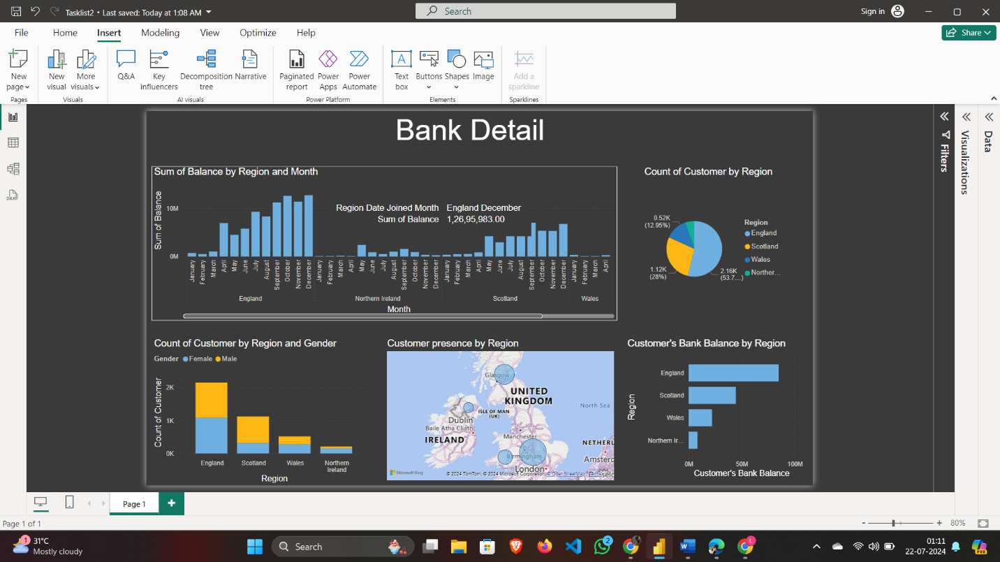 Tasklist2 • Last saved: Today at 1:08 AM
Search
Sign in
File Home Insert Modeling View Optimize Help
Share
New page
New visual
More visuals
Q&A
Key influencers
Decomposition tree
Narrative
Paginated report
Power Apps
Power Automate
Text box
Buttons
Shapes
Image
Add a sparkline
Pages
Visuals
AI visuals
Power Platform
Elements
Sparklines
Bank Detail
Filters
Visualizations
Data
DAX
Sum of Balance by Region and Month
Sum of Balance
10M
0M
Region Date Joined Month England December
Sum of Balance 1,26,95,983.00
January February March April May June July August September October November December
January February March April May June July August September October November December
January February March April May June July August September October November December
January February March April
England Northern Ireland Scotland Wales
Month
Count of Customer by Region
0.52K
(12.95%)
1.12K
(28%)
2.16K
(53.7...)
Region
England
Scotland
Wales
Norther...
Count of Customer by Region and Gender
Gender Female Male
Count of Customer
2K
1K
0K
England Scotland Wales Northern Ireland
Region
Customer presence by Region
Glasgow
UNITED
KINGDOM
North Sea
ISLE OF MAN
(UK)
Dublin
Baile Atha Cliath
IRELAND
Manchester
NETHERL
Birmingham
Amsterd
London
Microsoft Bing
© 2024 TomTom, © 2024 Microsoft Corporation, © OpenStreetMap Terms
Customer's Bank Balance by Region
Region
England
Scotland
Wales
Northern Ir...
0M 50M 100M
Customer's Bank Balance
Page 1
Page 1 of 1
- + 80%
1
31°C
Mostly cloudy
Search
2
L
01:11
22-07-2024
PRE